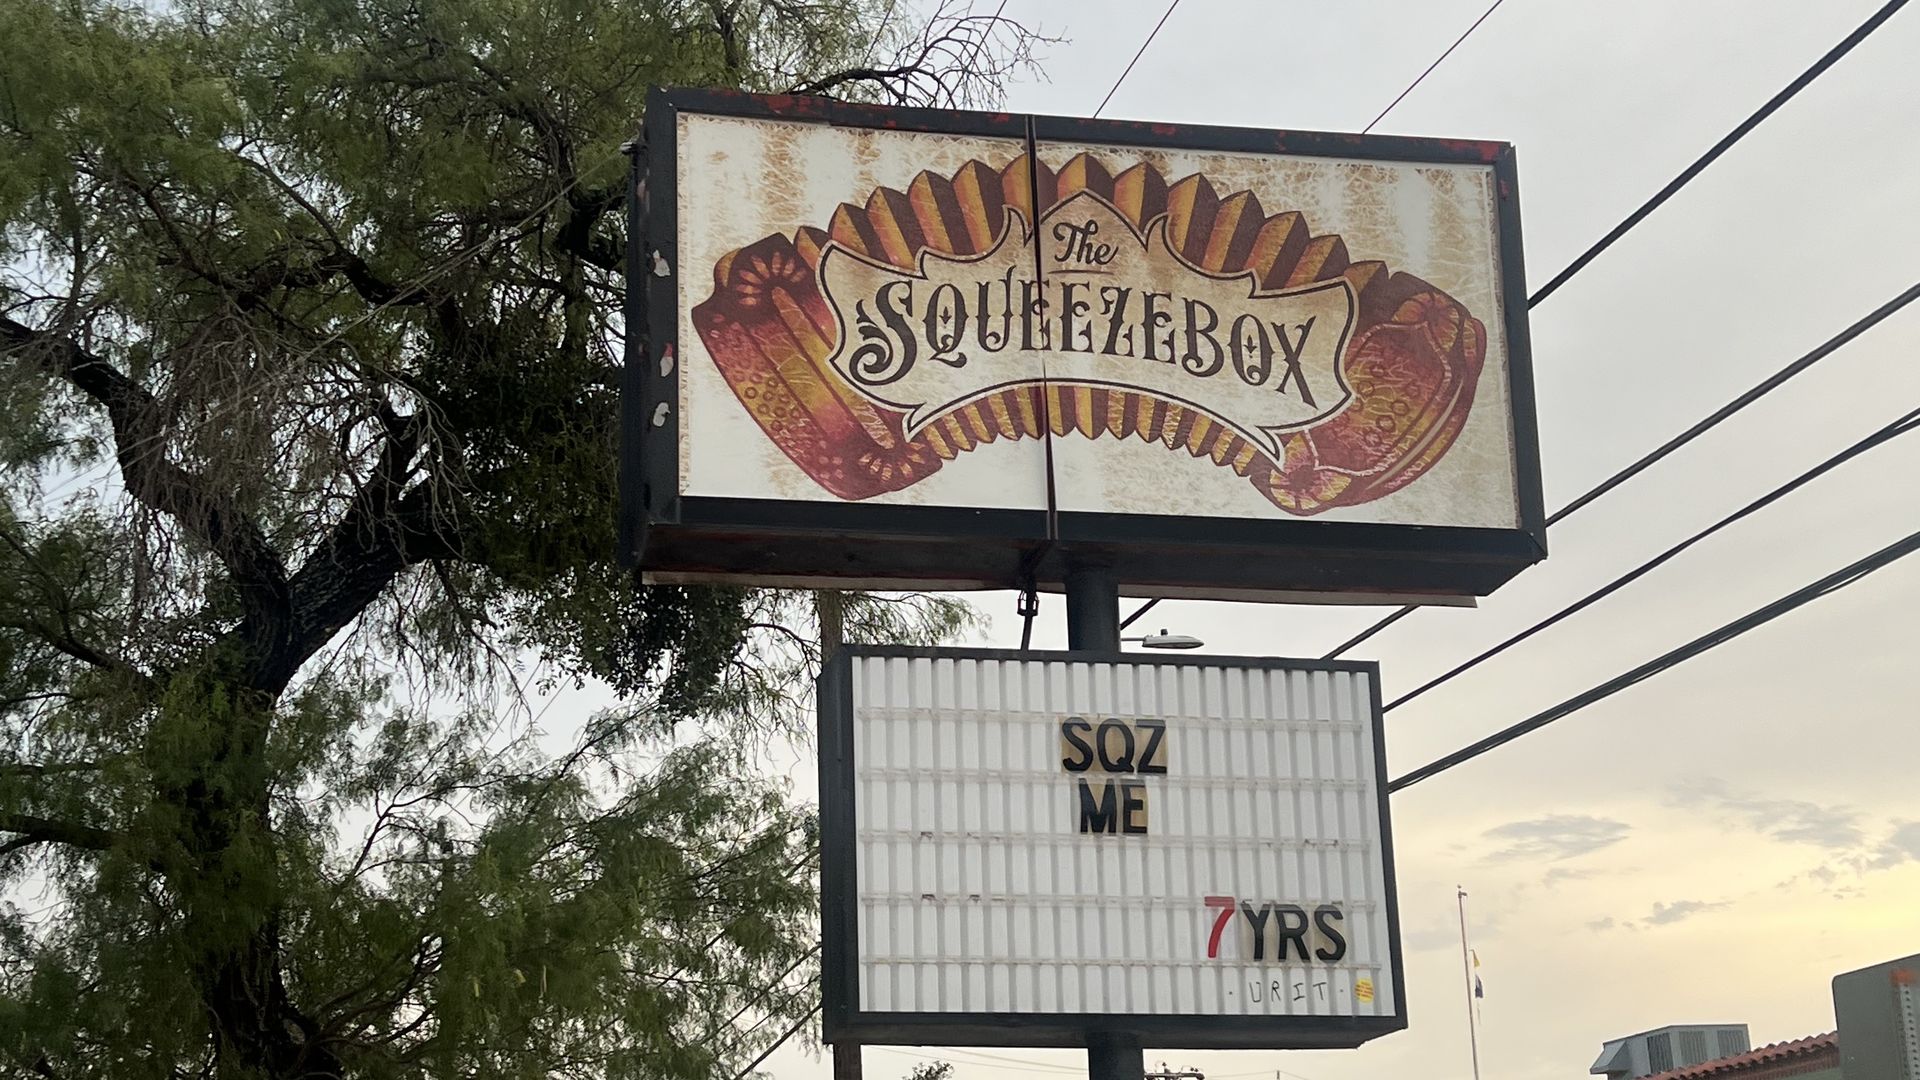 The
SQUEEZEBOX
SQZ
ME
7YRS
· URIT ·